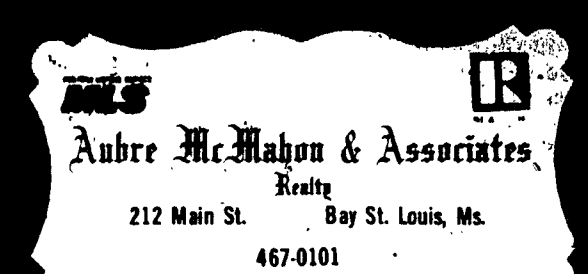 MLS
R
Aubre McMahon & Associates
Realty
212 Main St. Bay St. Louis, Ms.
467-0101